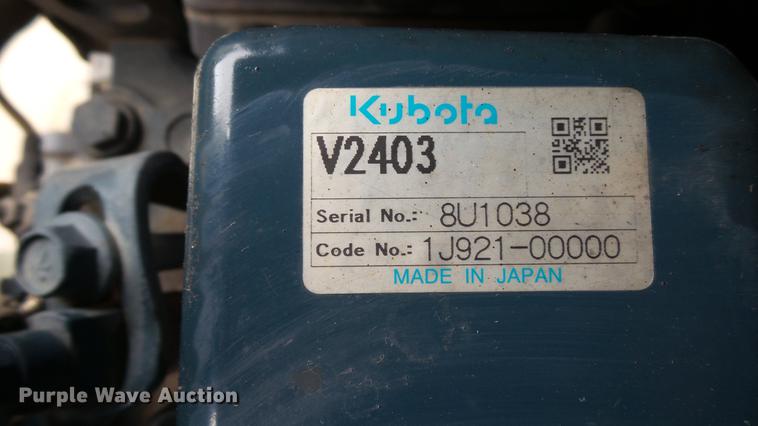 Kubota
V2403
Serial No.: 8U1038
Code No.: 1J921-00000
MADE IN JAPAN
Purple Wave Auction®